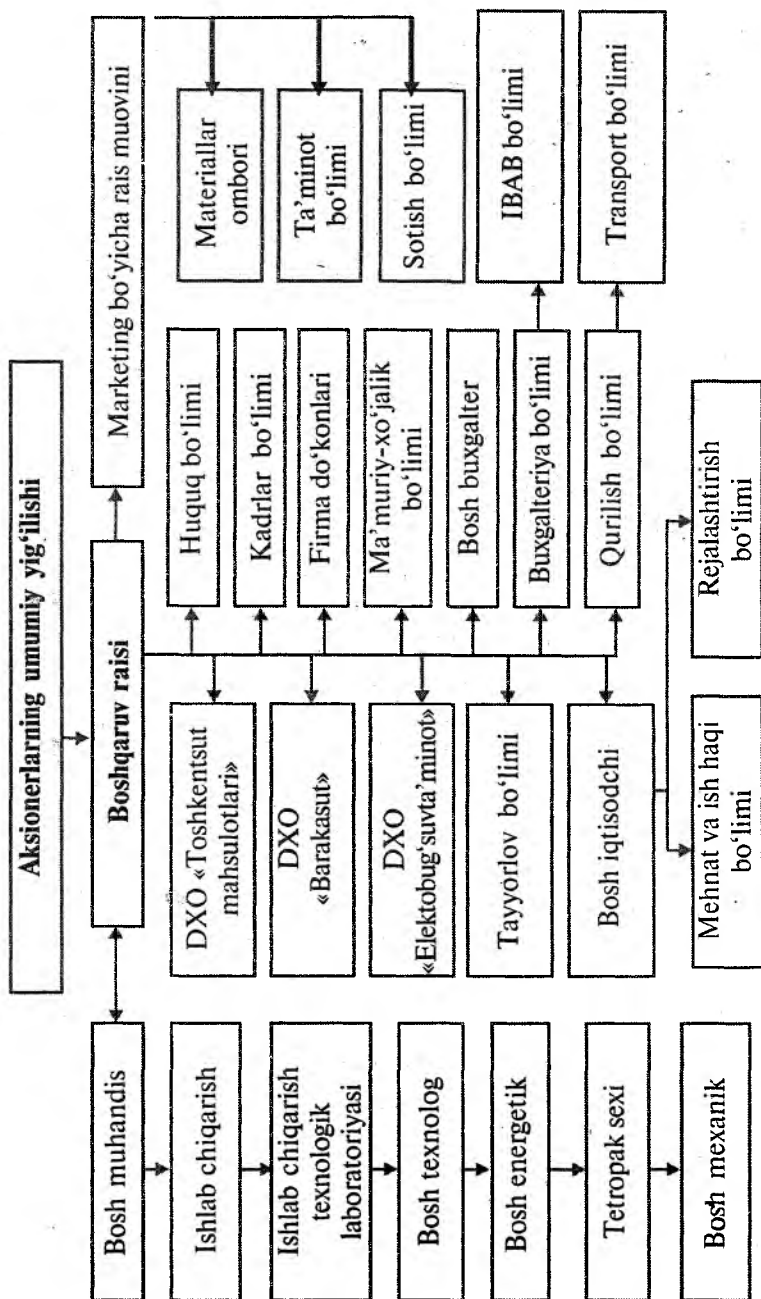 Aksionerlarning umumiy yig‘ilishi
Bosh muhandis
Boshqaruv raisi
Marketing bo‘yicha rais muovini
Ishlab chiqarish
Ishlab chiqarish
texnologik
laboratoriyasi
Bosh texnolog
Bosh energetik
Tetropak sexi
Bosh mexanik
DXO «Toshkentsut
mahsulotlari»
DXO
«Barakasut»
DXO
«Elektobug‘suvta’minot»
Tayyorlov bo‘limi
Bosh iqtisodchi
Mehnat va ish haqi
bo‘limi
Rejalashtirish
bo‘limi
Huquq bo‘limi
Kadrlar bo‘limi
Firma do‘konlari
Ma’muriy-xo‘jalik
bo‘limi
Bosh buxgalter
Buxgalteriya bo‘limi
Qurilish bo‘limi
Materiallar
ombori
Ta’minot
bo‘limi
Sotish bo‘limi
IBAB bo‘limi
Transport bo‘limi